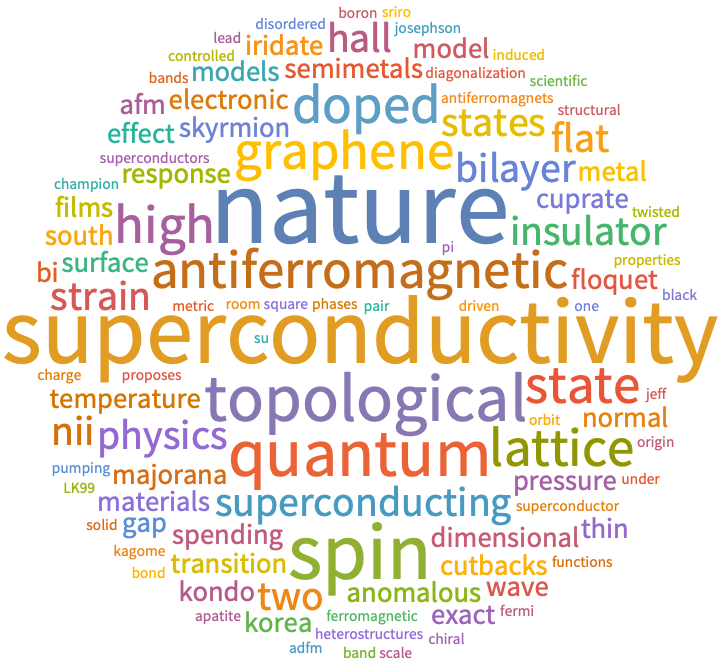 boron sriro
disordered hall josephson
lead iridate model induced
controlled models semimetals diagonalization
bands scientific
afm electronic doped antiferromagnets
effect skyrmion states flat structural
superconductors graphene bilayer metal
response
champion nature cuprate twisted
films high insulator
south pi
surface antiferromagnetic properties
bi floquet
strain metric room square phases pair driven one black
superconductivity
su
charge proposes state jeff
temperature topological orbit normal
nii physics quantum lattice origin
pumping majorana pressure under
LK99
materials superconducting superconductor
solid gap spending spin dimensional thin
kagome transition cutbacks functions
bond
kondo two anomalous wave
apatite korea ferromagnetic exact fermi
heterostructures chiral
adfm band scale